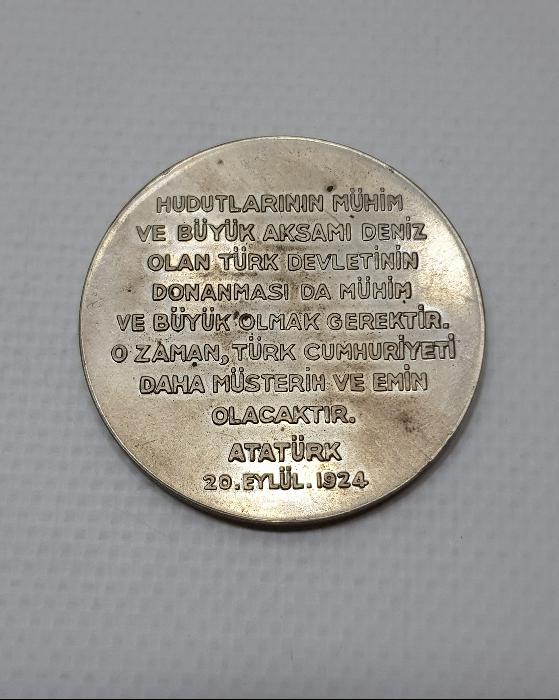 HUDUTLARININ MÜHİM
VE BÜYÜK AKSAMI DENİZ
OLAN TÜRK DEVLETİNİN
DONANMASI DA MÜHİM
VE BÜYÜK OLMAK GEREKTİR.
O ZAMAN, TÜRK CUMHURİYETİ
DAHA MÜSTERİH VE EMİN
OLACAKTIR.
ATATÜRK
20.EYLÜL.1924